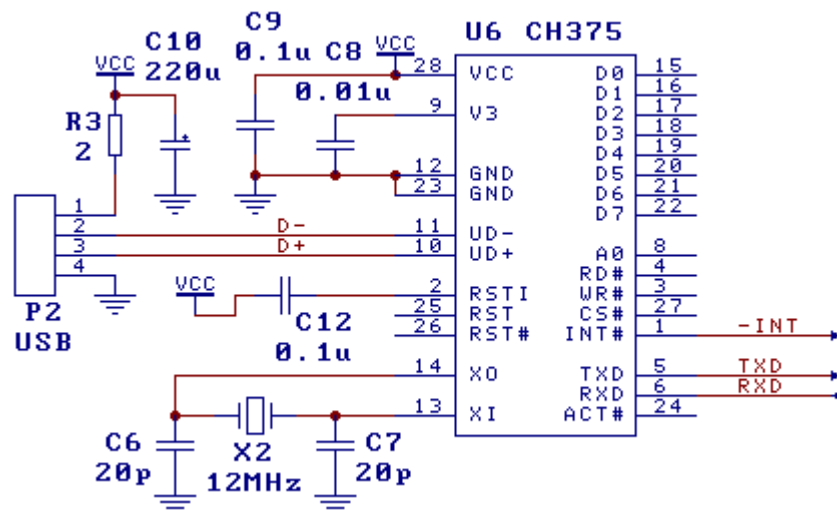 C9
0.1u
C8
0.01u
C10
220u
VCC
VCC
R3
2
U6 CH375
28 VCC
9 V3
12 GND
23 GND
11 UD-
10 UD+
2 RSTI
25 RST
26 RST#
14 XO
13 XI
D0 15
D1 16
D2 17
D3 18
D4 19
D5 20
D6 21
D7 22
A0 8
RD# 4
WR# 3
CS# 27
INT# 1
TXD 5
RXD 6
ACT# 24
-INT
TXD
RXD
1
2
3
4
D-
D+
P2
USB
VCC
C12
0.1u
C6
20p
X2
12MHz
C7
20p